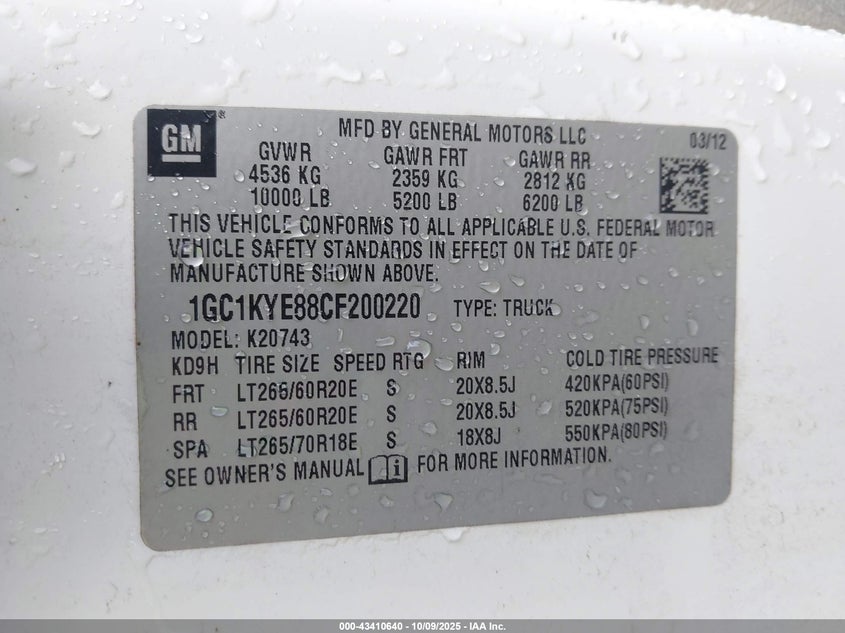 GM ®
MFD BY GENERAL MOTORS LLC 03/12
GVWR GAWR FRT GAWR RR
4536 KG 2359 KG 2812 KG
10000 LB 5200 LB 6200 LB
THIS VEHICLE CONFORMS TO ALL APPLICABLE U.S. FEDERAL MOTOR
VEHICLE SAFETY STANDARDS IN EFFECT ON THE DATE OF
MANUFACTURE SHOWN ABOVE.
1GC1KYE88CF200220 TYPE: TRUCK
MODEL: K20743
KD9H TIRE SIZE SPEED RTG RIM COLD TIRE PRESSURE
FRT LT265/60R20E S 20X8.5J 420KPA(60PSI)
RR LT265/60R20E S 20X8.5J 520KPA(75PSI)
SPA LT265/70R18E S 18X8J 550KPA(80PSI)
SEE OWNER'S MANUAL i FOR MORE INFORMATION.
000-43410640 - 10/09/2025 - IAA Inc.